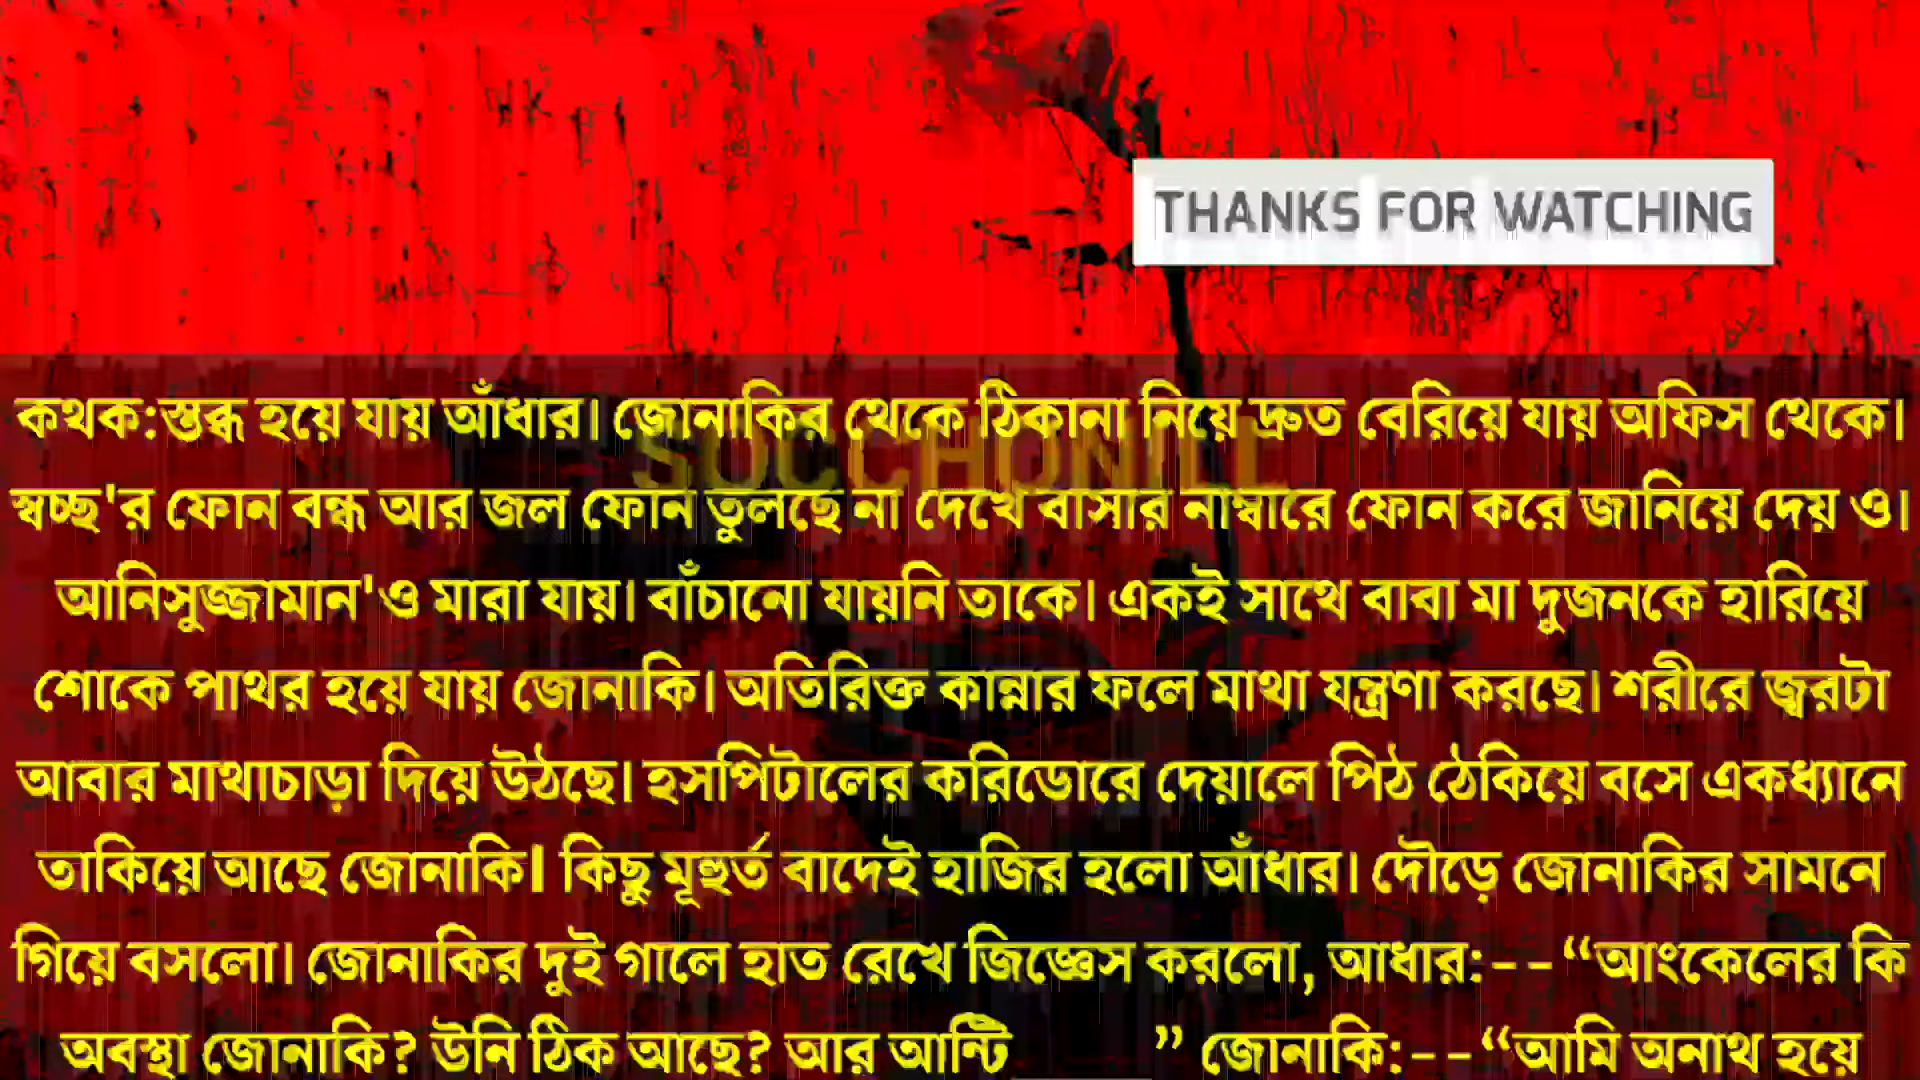 THANKS FOR WATCHING
কথক:স্তব্ধ হয়ে যায় আঁধার। জোনাকির থেকে ঠিকানা নিয়ে দ্রুত বেরিয়ে যায় অফিস থেকে।
SUCCHONILL
স্বচ্ছ'র ফোন বন্ধ আর জল ফোন তুলছে না দেখে বাসার নাম্বারে ফোন করে জানিয়ে দেয় ও।
আনিসুজ্জামান'ও মারা যায়। বাঁচানো যায়নি তাকে। একই সাথে বাবা মা দুজনকে হারিয়ে
শোকে পাথর হয়ে যায় জোনাকি। অতিরিক্ত কান্নার ফলে মাথা যন্ত্রণা করছে। শরীরে জ্বরটা
আবার মাথাচাড়া দিয়ে উঠছে। হসপিটালের করিডোরে দেয়ালে পিঠ ঠেকিয়ে বসে একধ্যানে
তাকিয়ে আছে জোনাকি। কিছু মূহুর্ত বাদেই হাজির হলো আঁধার। দৌড়ে জোনাকির সামনে
গিয়ে বসলো। জোনাকির দুই গালে হাত রেখে জিজ্ঞেস করলো, আধার:--“আংকেলের কি
অবস্থা জোনাকি? উনি ঠিক আছে? আর আন্টি ” জোনাকি:--“আমি অনাথ হয়ে